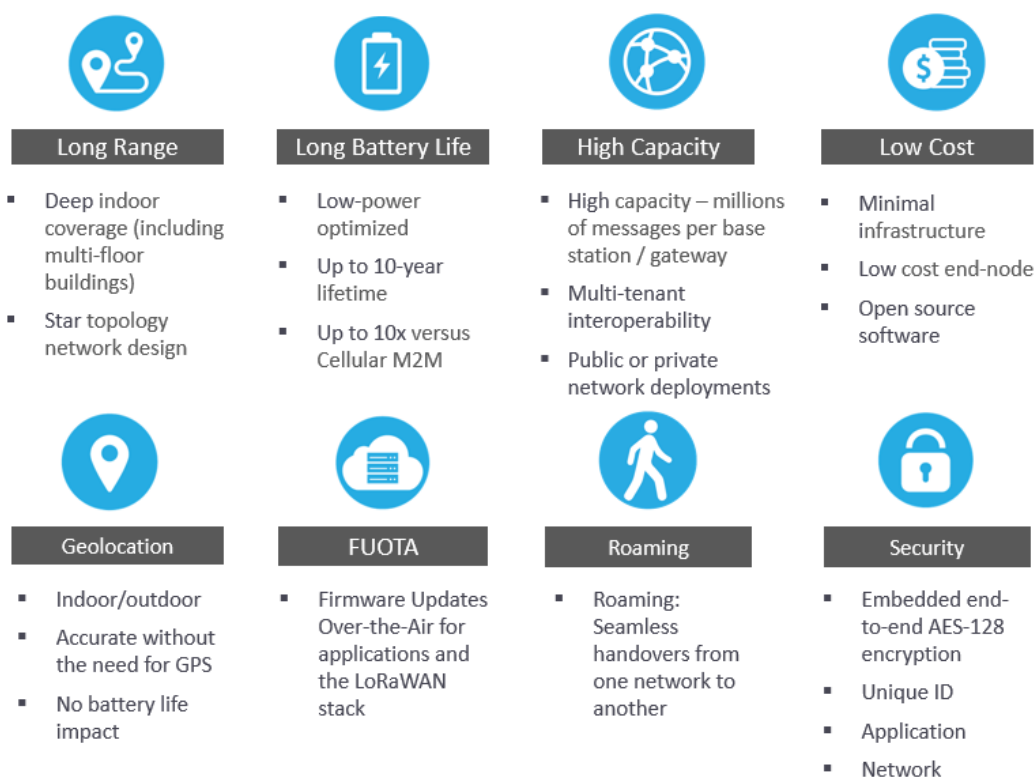 Long Range
Deep indoor
coverage (including
multi-floor
buildings)
Star topology
network design
Long Battery Life
Low-power
optimized
Up to 10-year
lifetime
Up to 10x versus
Cellular M2M
High Capacity
High capacity – millions
of messages per base
station / gateway
Multi-tenant
interoperability
Public or private
network deployments
Low Cost
$
Minimal
infrastructure
Low cost end-node
Open source
software
Geolocation
Indoor/outdoor
Accurate without
the need for GPS
No battery life
impact
FUOTA
Firmware Updates
Over-the-Air for
applications and
the LoRaWAN
stack
Roaming
Roaming:
Seamless
handovers from
one network to
another
Security
Embedded end-
to-end AES-128
encryption
Unique ID
Application
Network